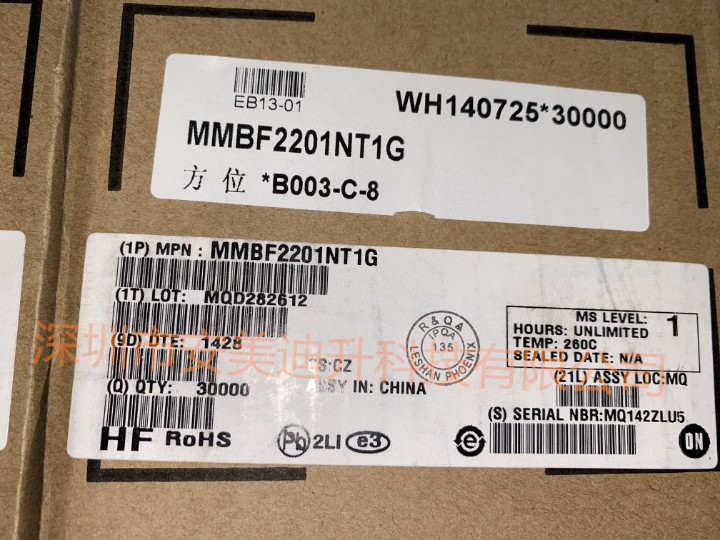 EB13-01
WH140725*30000
MMBF2201NT1G
方 位 *B003-C-8
(1P) MPN : MMBF2201NT1G
(1T) LOT: MQD282612
(9D) DTE: 1428
(Q) QTY: 30000
CS:CZ
ASSY IN: CHINA
R & Q A
IPQA
135
LESHAN PHOENIX
MS LEVEL: 1
HOURS: UNLIMITED
TEMP: 260C
SEALED DATE: N/A
(21L) ASSY LOC:MQ
(S) SERIAL NBR:MQ142ZLU5
HF RoHS
Pb 2LI e3
e
ON
深圳市安美迪升科技有限公司